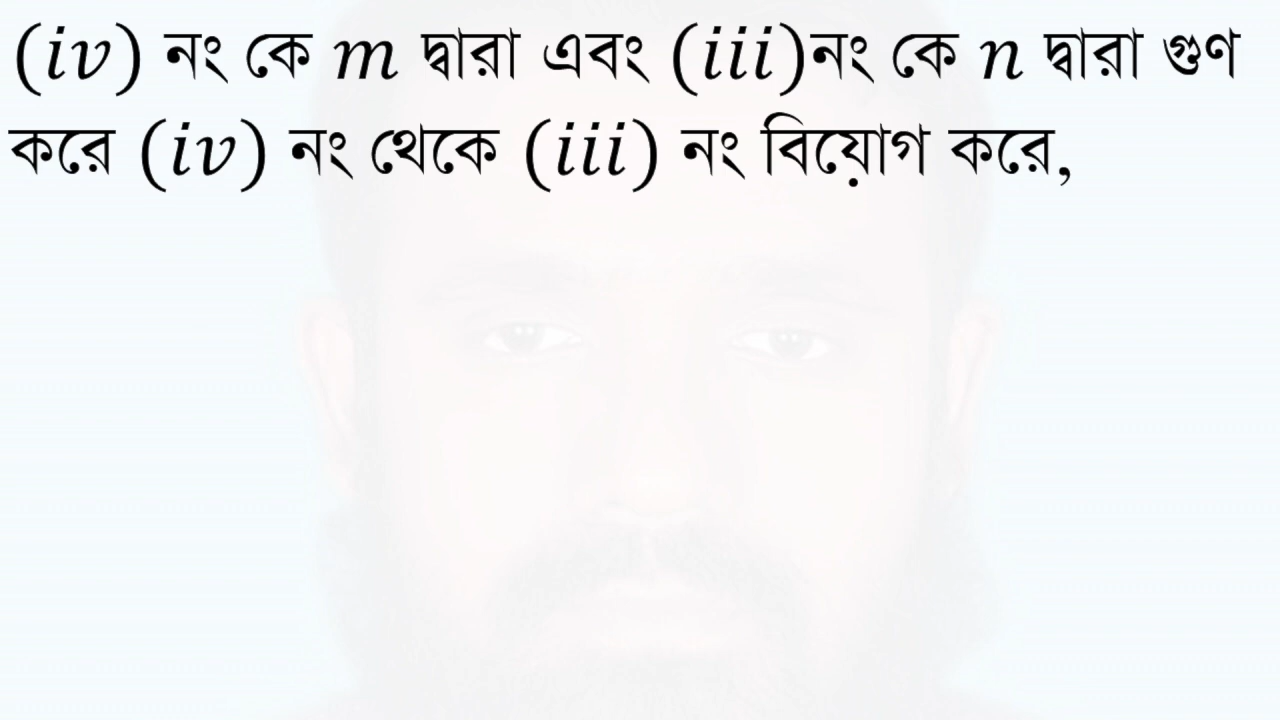 (iv) নং কে m দ্বারা এবং (iii)নং কে n দ্বারা গুণ
করে (iv) নং থেকে (iii) নং বিয়োগ করে,